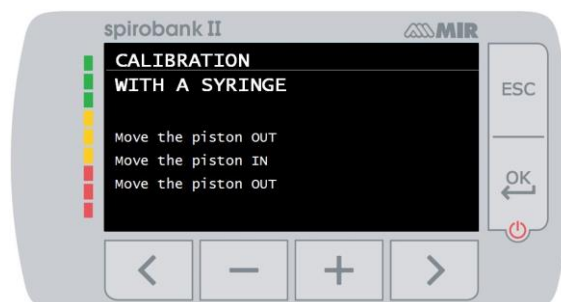 spirobank II
MIR
CALIBRATION
WITH A SYRINGE
Move the piston OUT
Move the piston IN
Move the piston OUT
ESC
OK